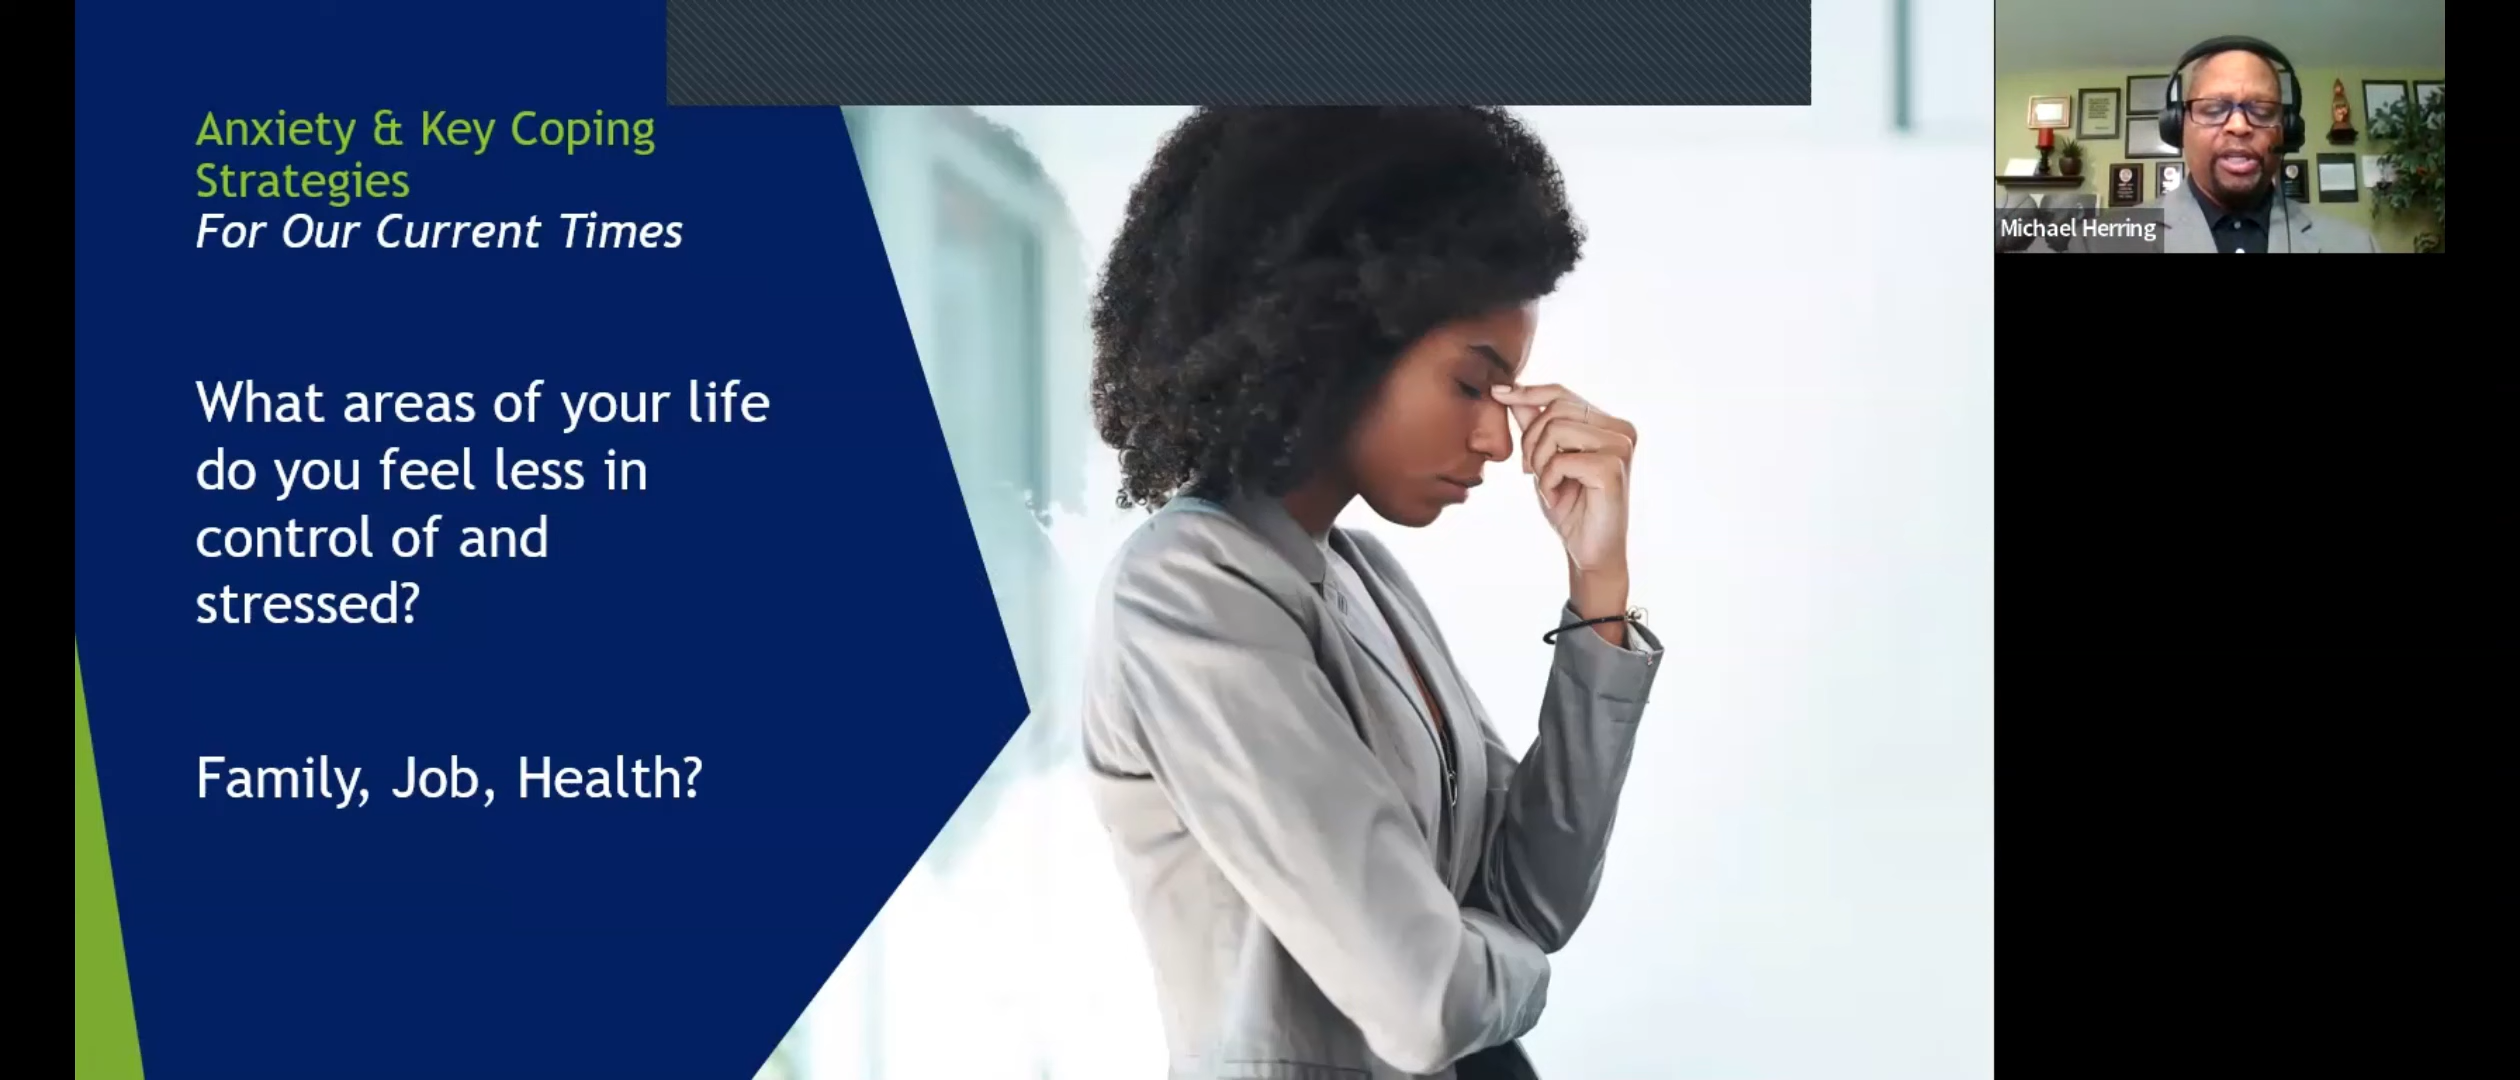 Anxiety & Key Coping
Strategies
For Our Current Times
What areas of your life
do you feel less in
control of and
stressed?
Family, Job, Health?
Michael Herring